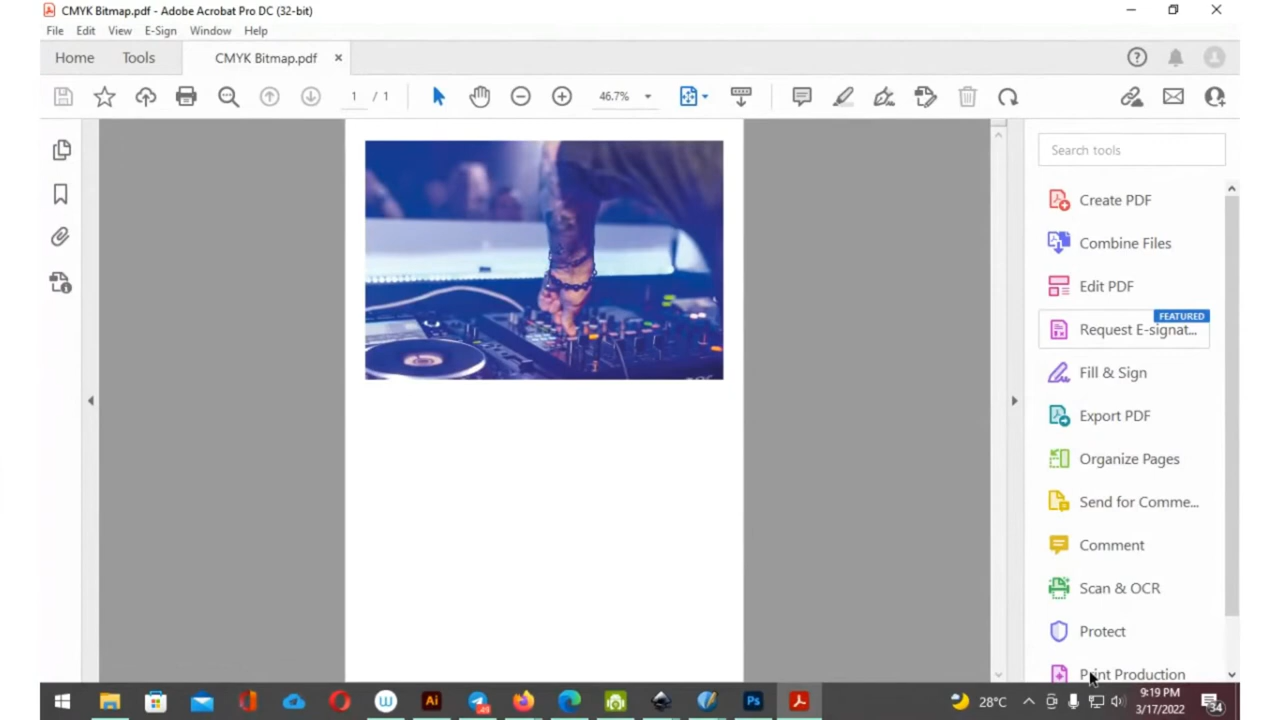 CMYK Bitmap.pdf - Adobe Acrobat Pro DC (32-bit)
File Edit View E-Sign Window Help
Home Tools CMYK Bitmap.pdf ×
1 / 1 46.7%
Search tools
Create PDF
Combine Files
Edit PDF
FEATURED
Request E-signat...
Fill & Sign
Export PDF
Organize Pages
Send for Comme...
Comment
Scan & OCR
Protect
Print Production
Ai Ps 28°C 9:19 PM
3/17/2022 34